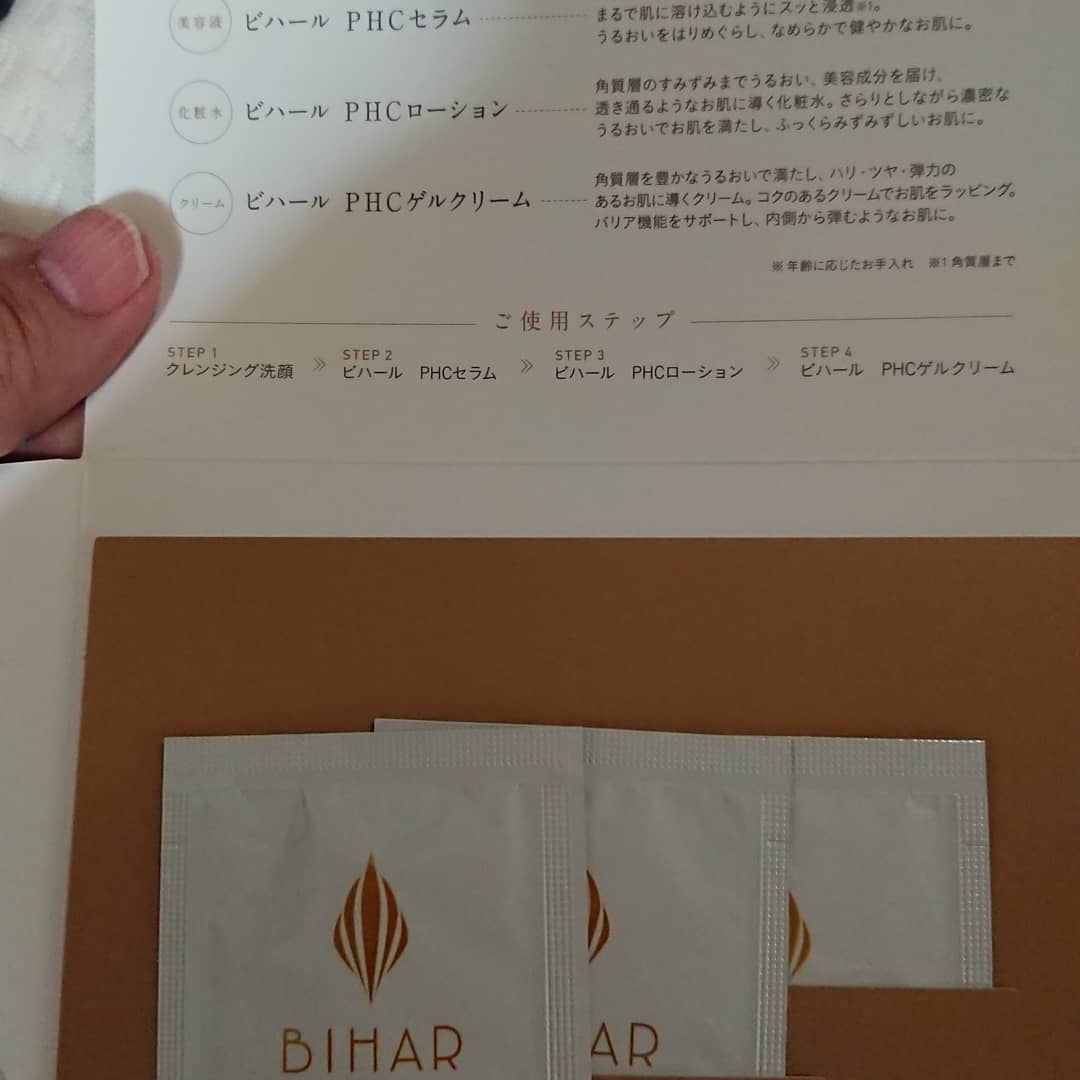 美容液 ビハール PHCセラム
まるで肌に溶け込むようにスッと浸透※1。
うるおいをはりめぐらし、なめらかで健やかなお肌に。
化粧水 ビハール PHCローション
角質層のすみずみまでうるおい、美容成分を届け、
透き通るようなお肌に導く化粧水。さらりとしながら濃密な
うるおいでお肌を満たし、ふっくらみずみずしいお肌に。
クリーム ビハール PHCゲルクリーム
角質層を豊かなうるおいで満たし、ハリ・ツヤ・弾力の
あるお肌に導くクリーム。コクのあるクリームでお肌をラッピング。
バリア機能をサポートし、内側から弾むようなお肌に。
※年齢に応じたお手入れ ※1角質層まで
ご使用ステップ
STEP 1
クレンジング洗顔
STEP 2
ビハール PHCセラム
STEP 3
ビハール PHCローション
STEP 4
ビハール PHCゲルクリーム
BIHAR
AR